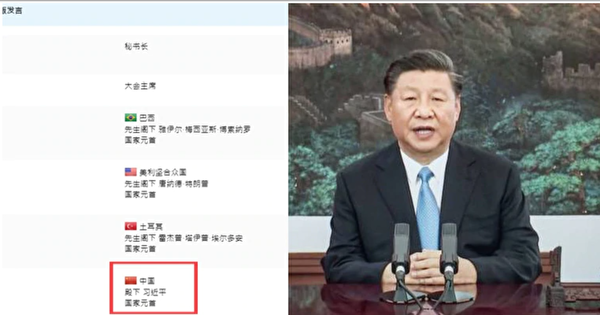 版发言
秘书长
大会主席
巴西
先生阁下 雅伊尔·梅西亚斯·博索纳罗
国家元首
美利坚合众国
先生阁下 唐纳德·特朗普
国家元首
土耳其
先生阁下 雷杰普·塔伊普·埃尔多安
国家元首
中国
殿下 习近平
国家元首